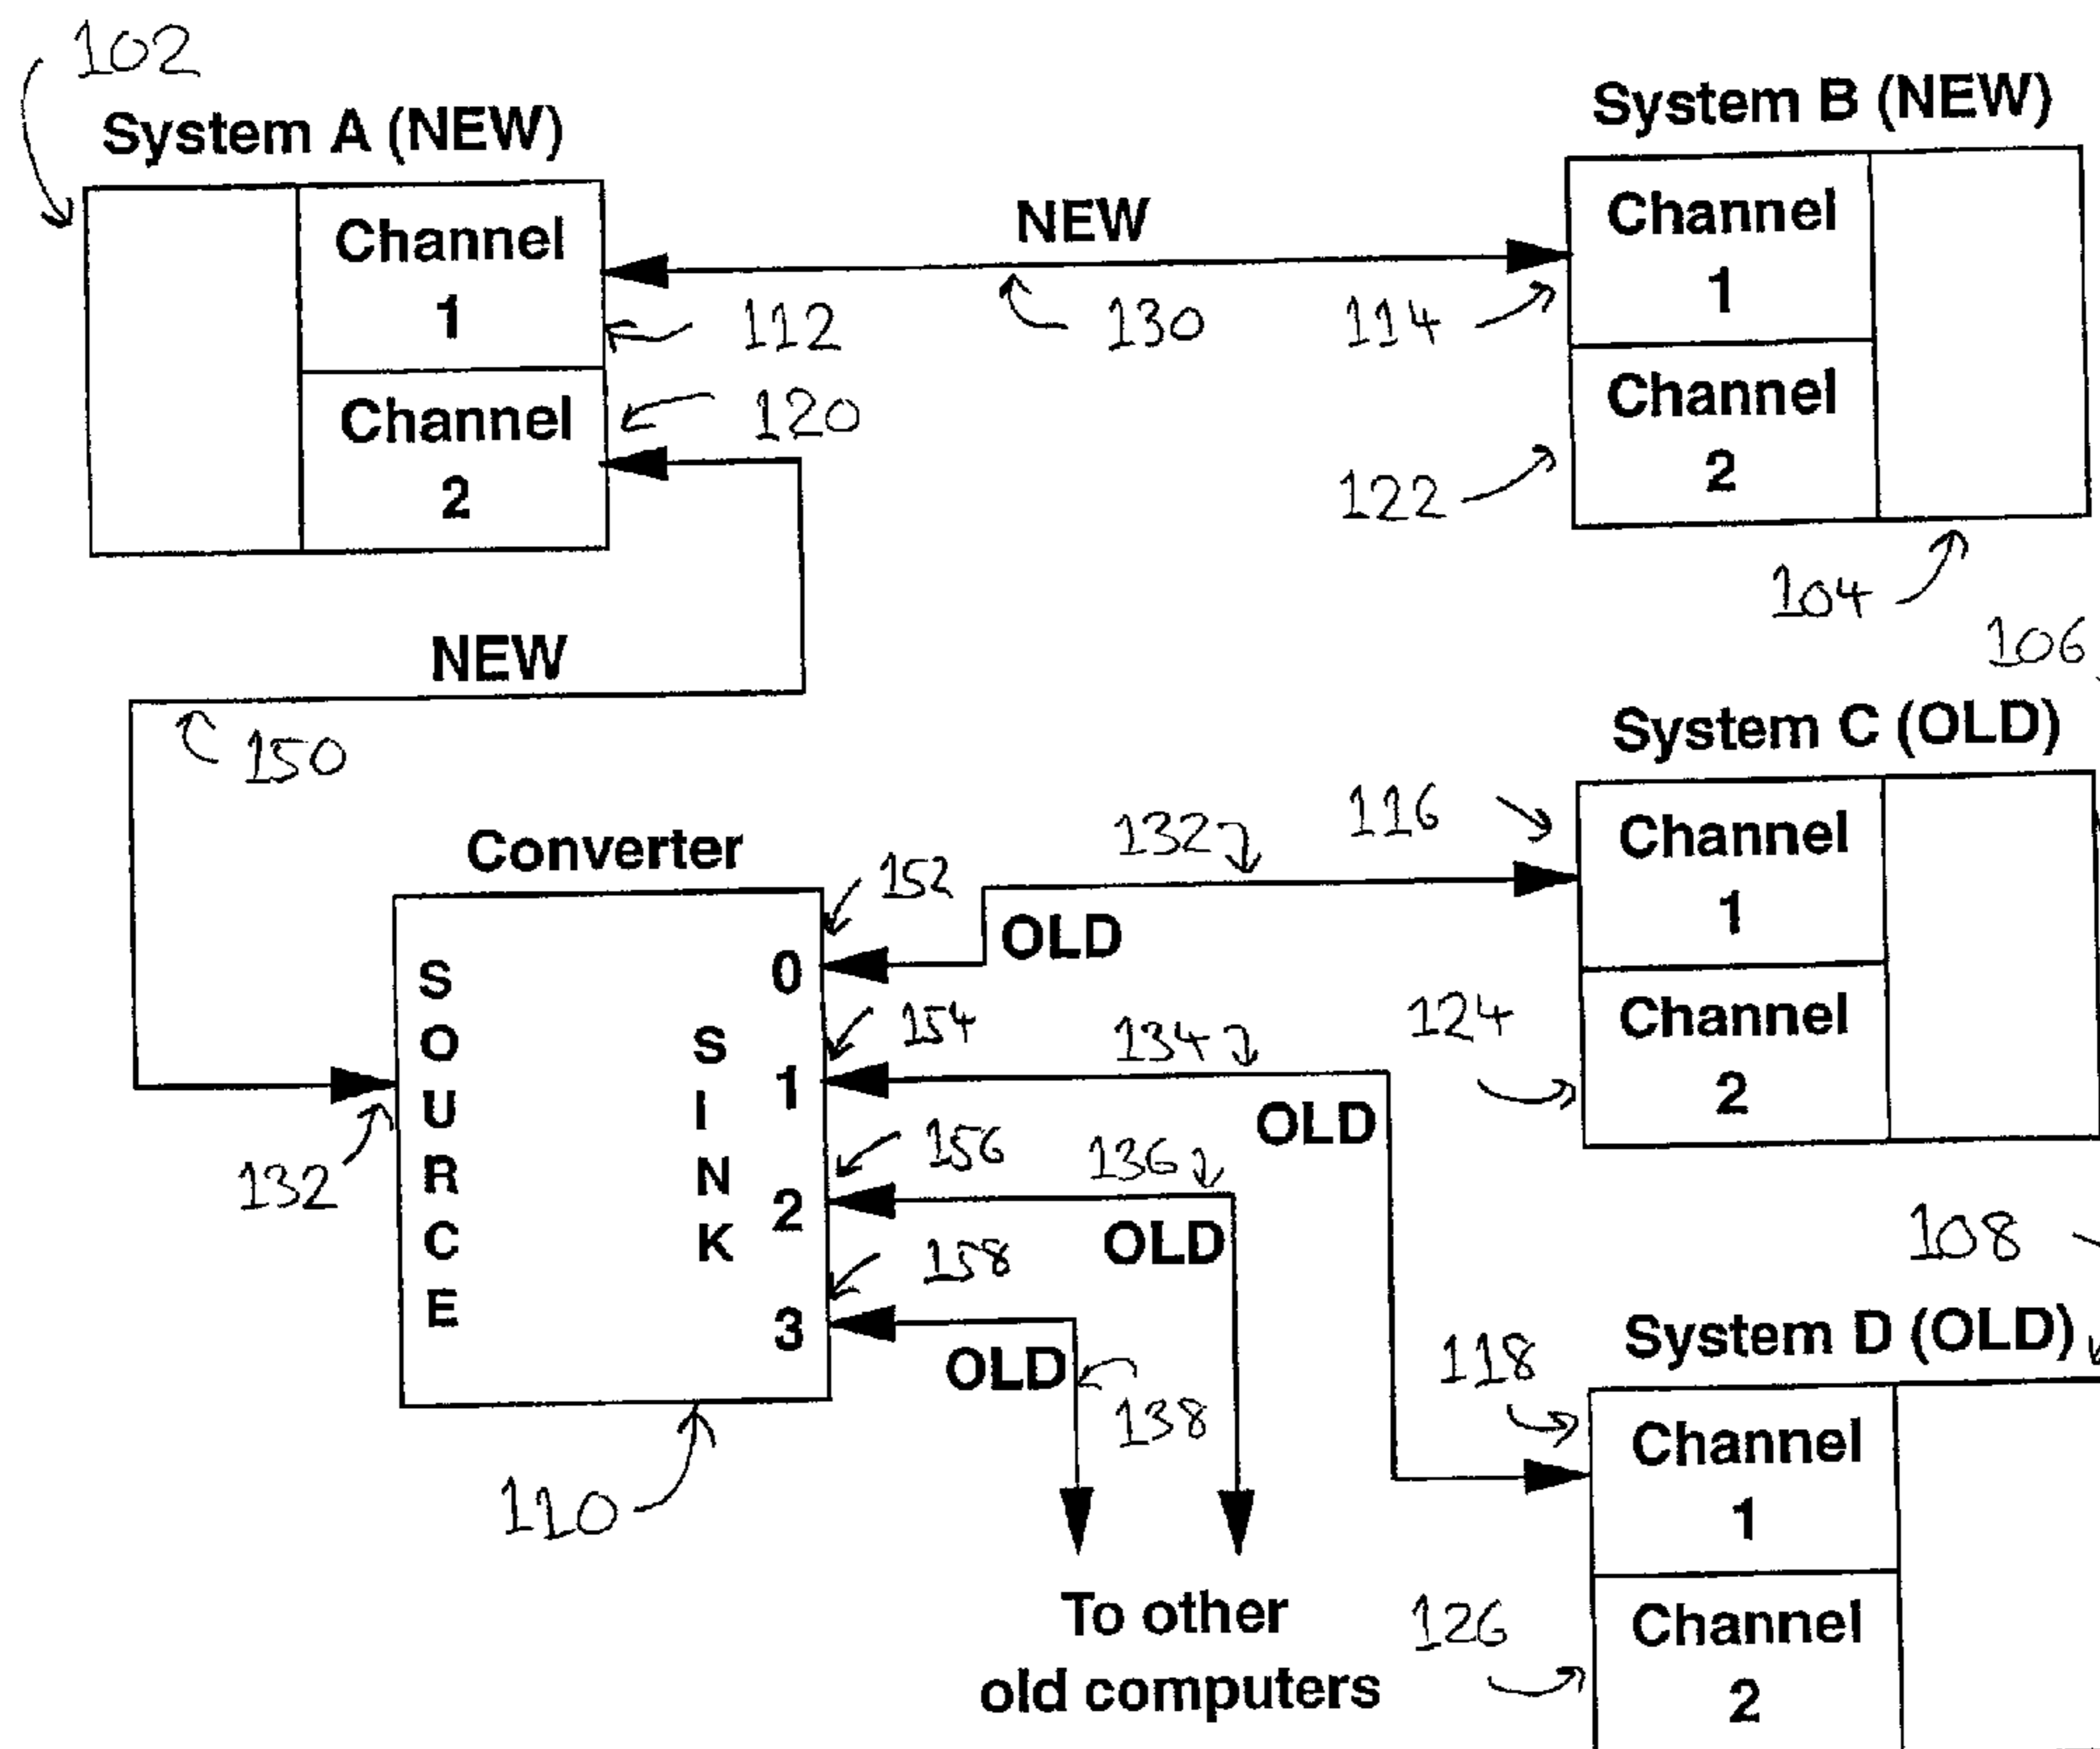 102
System A (NEW)
System B (NEW)
Channel
1
Channel
2
NEW
112
130
114
120
122
Channel
1
Channel
2
104
106
NEW
150
System C (OLD)
Converter
152
132
116
OLD
Channel
1
Channel
2
124
SOURCE
SINK
0
1
2
3
154
134
OLD
132
156
136
OLD
158
OLD
138
110
108
System D (OLD)
118
Channel
1
Channel
2
126
To other
old computers